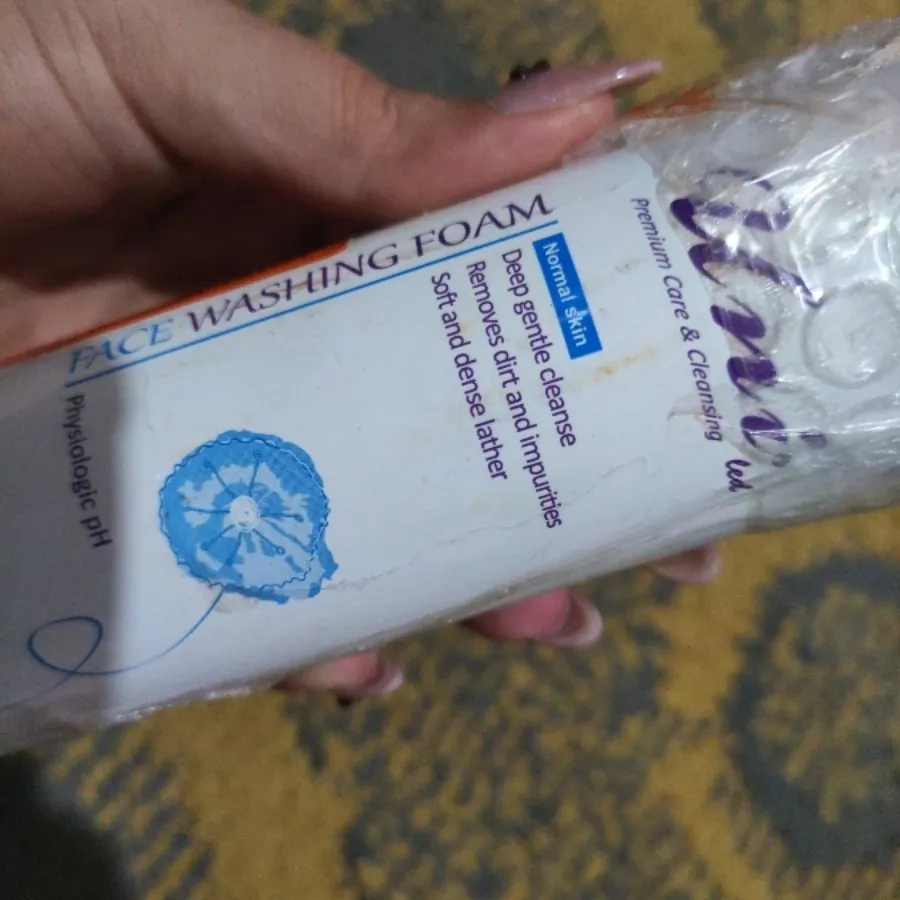 Premium Care & Cleansing
Normal skin
Deep gentle cleanse
Removes dirt and impurities
Soft and dense lather
FACE WASHING FOAM
Physiologic pH